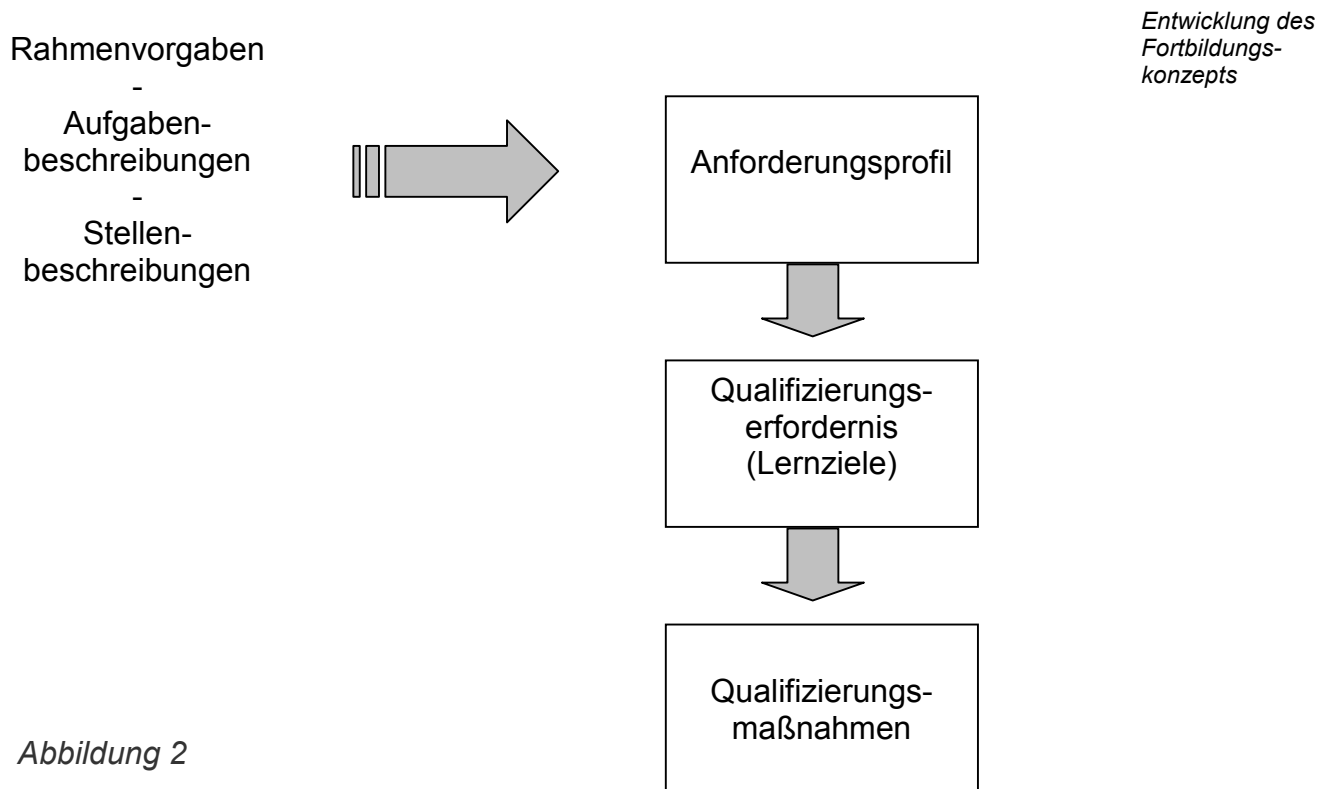 Rahmenvorgaben
-
Aufgaben-
beschreibungen
-
Stellen-
beschreibungen
Entwicklung des
Fortbildungs-
konzepts
Anforderungsprofil
Qualifizierungs-
erfordernis
(Lernziele)
Qualifizierungs-
maßnahmen
Abbildung 2